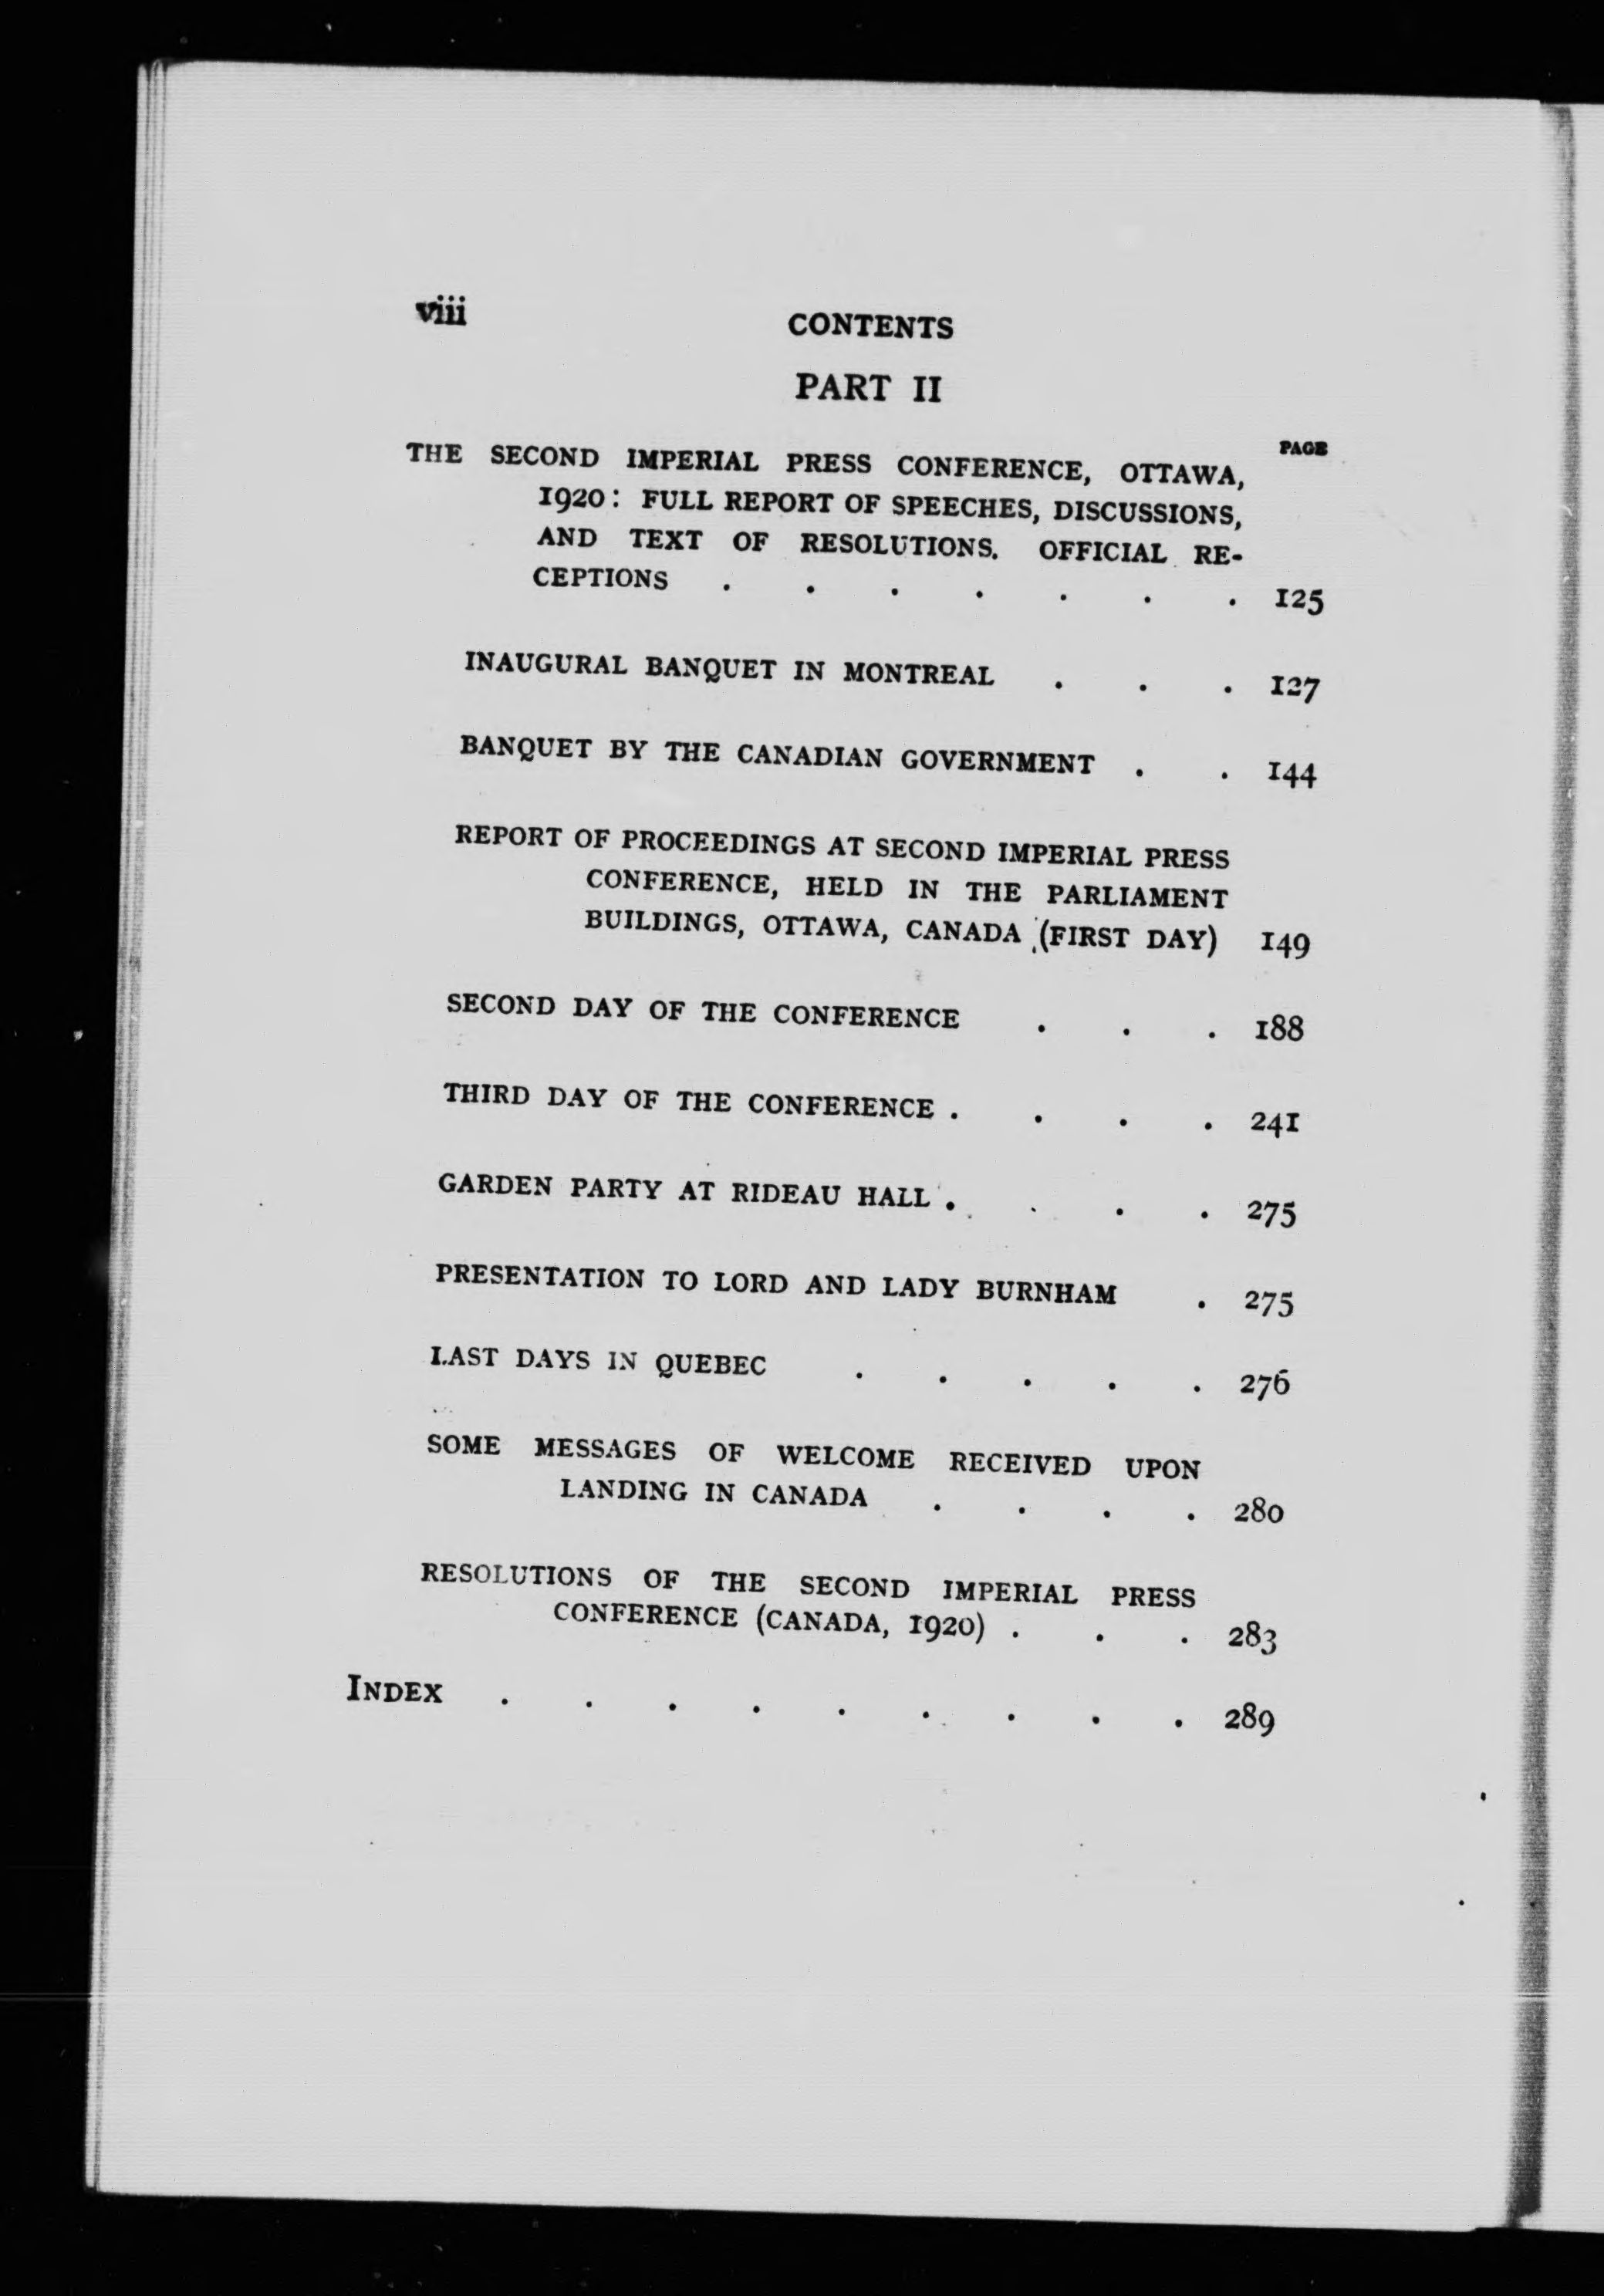 viii
CONTENTS
PART II
PAGE
THE SECOND IMPERIAL PRESS CONFERENCE, OTTAWA,
1920: FULL REPORT OF SPEECHES, DISCUSSIONS,
AND TEXT OF RESOLUTIONS. OFFICIAL RE-
CEPTIONS . . . . . . . 125
INAUGURAL BANQUET IN MONTREAL . . . 127
BANQUET BY THE CANADIAN GOVERNMENT . . 144
REPORT OF PROCEEDINGS AT SECOND IMPERIAL PRESS
CONFERENCE, HELD IN THE PARLIAMENT
BUILDINGS, OTTAWA, CANADA (FIRST DAY) 149
SECOND DAY OF THE CONFERENCE . . . 188
THIRD DAY OF THE CONFERENCE . . . . 241
GARDEN PARTY AT RIDEAU HALL . . . . 275
PRESENTATION TO LORD AND LADY BURNHAM . 275
LAST DAYS IN QUEBEC . . . . . 276
SOME MESSAGES OF WELCOME RECEIVED UPON
LANDING IN CANADA . . . . 280
RESOLUTIONS OF THE SECOND IMPERIAL PRESS
CONFERENCE (CANADA, 1920) . . . 283
INDEX . . . . . . . . . 289